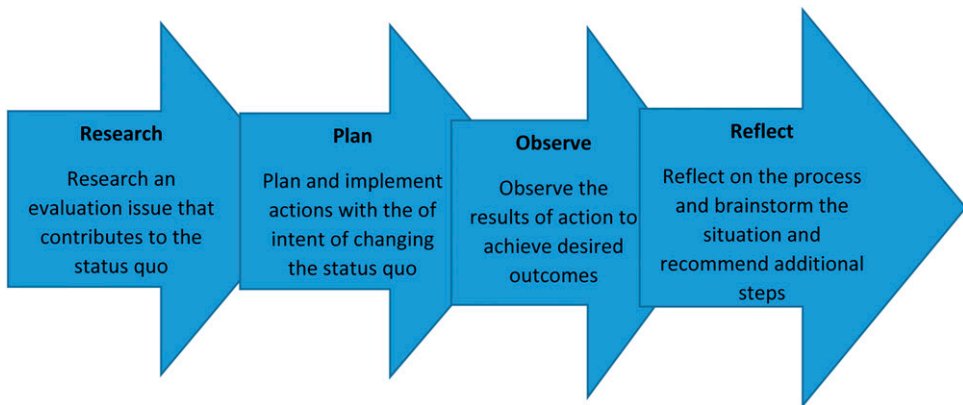 Research
Research an
evaluation issue that
contributes to the
status quo
Plan
Plan and implement
actions with the of
intent of changing
the status quo
Observe
Observe the
results of action to
achieve desired
outcomes
Reflect
Reflect on the process
and brainstorm the
situation and
recommend additional
steps